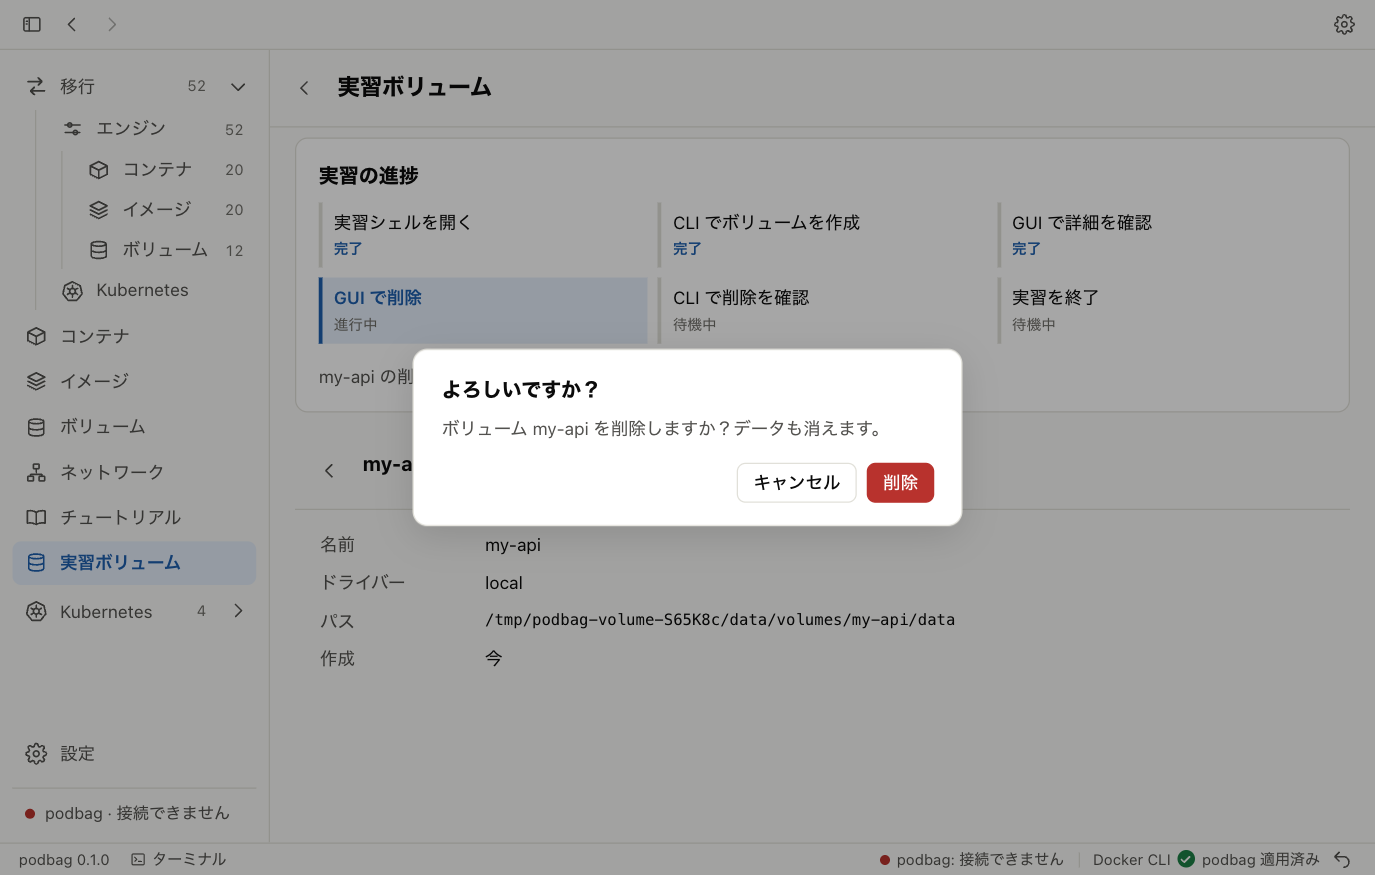 移行 52
エンジン 52
コンテナ 20
イメージ 20
ボリューム 12
Kubernetes
コンテナ
イメージ
ボリューム
ネットワーク
チュートリアル
実習ボリューム
Kubernetes 4
設定
podbag · 接続できません
実習ボリューム
実習の進捗
実習シェルを開く
完了
CLI でボリュームを作成
完了
GUI で詳細を確認
完了
GUI で削除
進行中
CLI で削除を確認
待機中
実習を終了
待機中
my-api の削
よろしいですか？
ボリューム my-api を削除しますか？データも消えます。
キャンセル
削除
my-a
名前 my-api
ドライバー local
パス /tmp/podbag-volume-S65K8c/data/volumes/my-api/data
作成 今
podbag 0.1.0
ターミナル
podbag: 接続できません
Docker CLI
podbag 適用済み